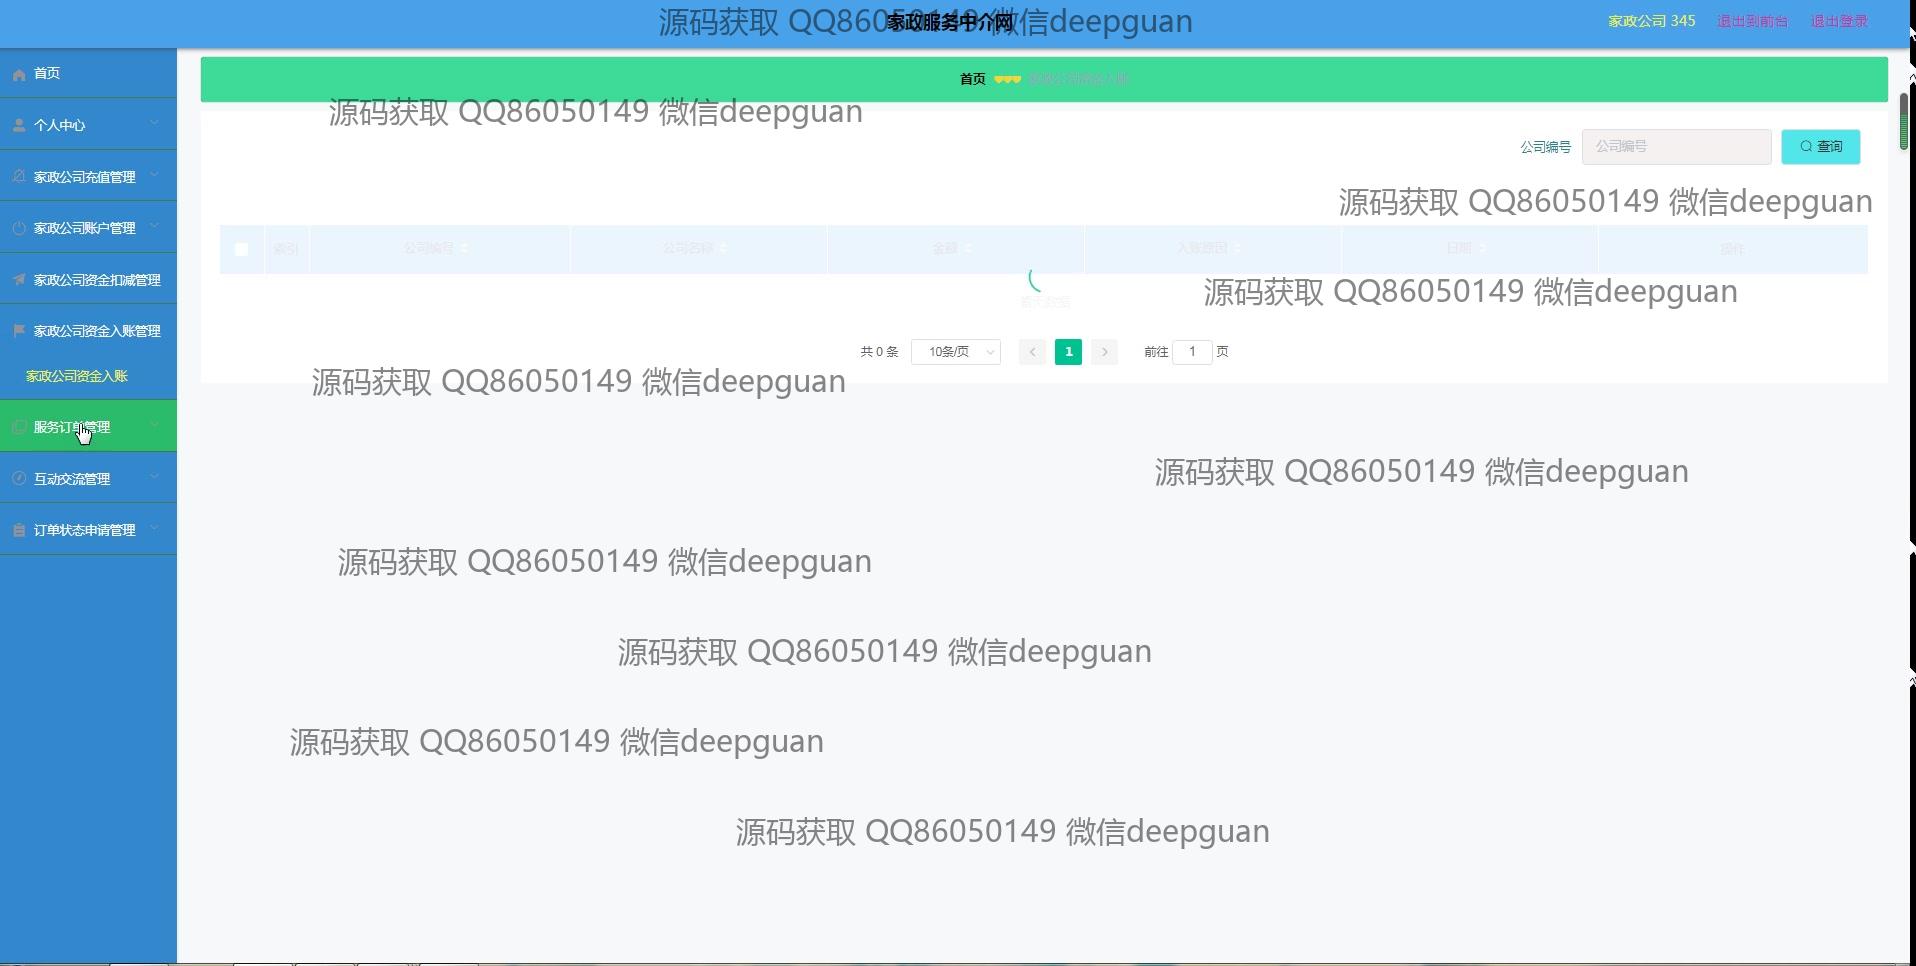 源码获取 QQ86050149 微信deepguan
家政服务中介网
家政公司 345 退出到前台 退出登录
首页
个人中心
家政公司充值管理
家政公司账户管理
家政公司资金扣减管理
家政公司资金入账管理
家政公司资金入账
服务订单管理
互动交流管理
订单状态申请管理
首页 家政公司资金入账
源码获取 QQ86050149 微信deepguan
公司编号 公司编号 查询
源码获取 QQ86050149 微信deepguan
索引 公司编号 公司名称 金额 入账原因 日期 操作
源码获取 QQ86050149 微信deepguan
暂无数据
共 0 条 10条/页 1 前往 1 页
源码获取 QQ86050149 微信deepguan
源码获取 QQ86050149 微信deepguan
源码获取 QQ86050149 微信deepguan
源码获取 QQ86050149 微信deepguan
源码获取 QQ86050149 微信deepguan
源码获取 QQ86050149 微信deepguan